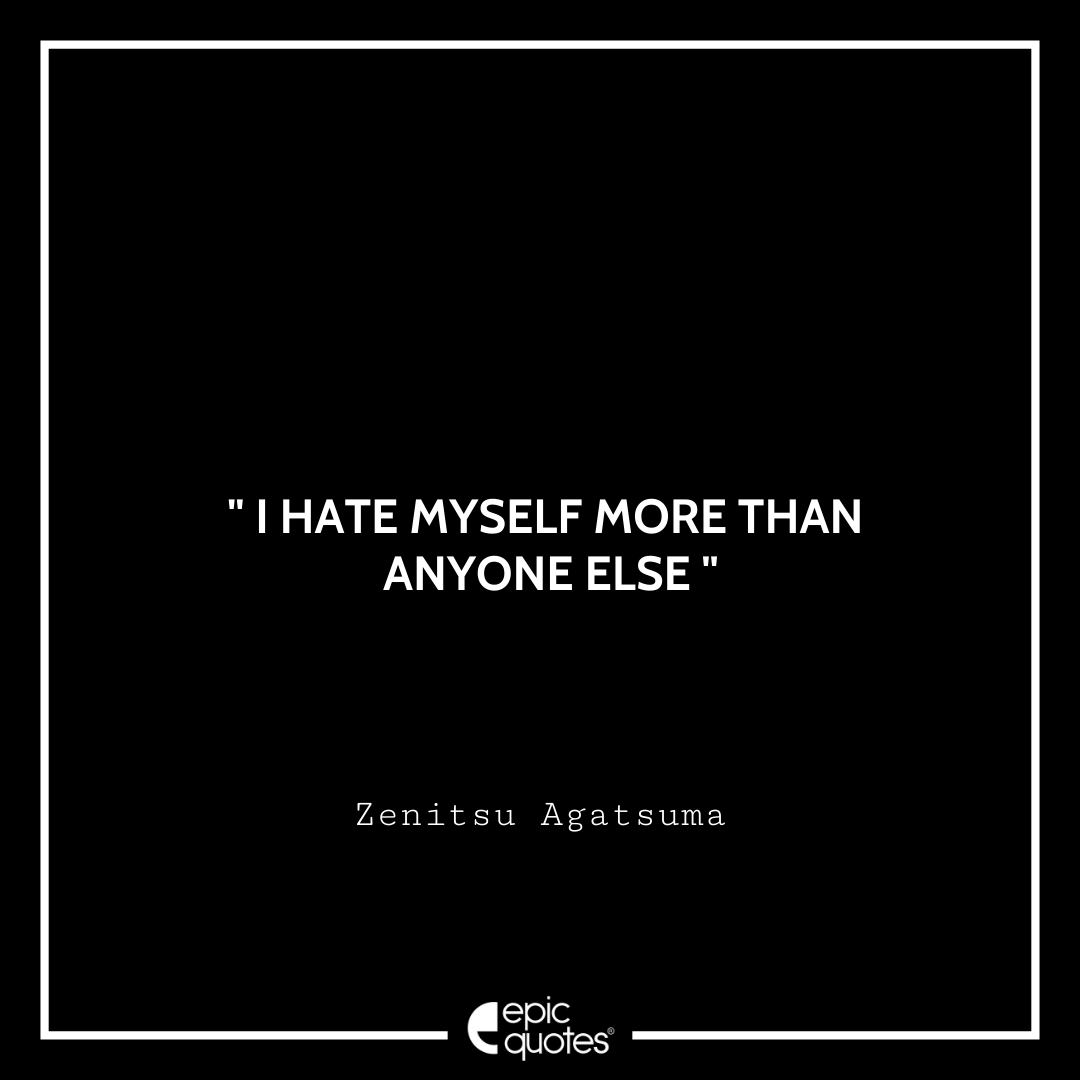 " I HATE MYSELF MORE THAN
ANYONE ELSE "
Zenitsu Agatsuma
epic
quotes®